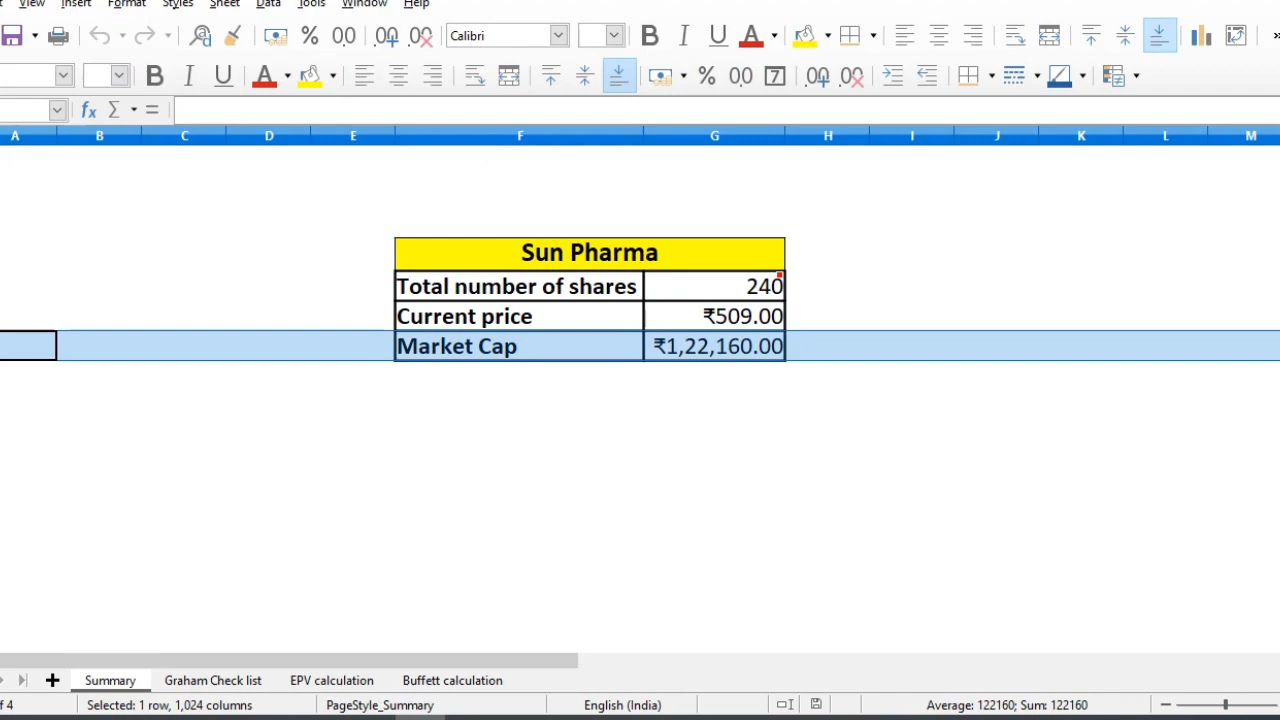 View Insert Format Styles Sheet Data Tools Window Help
Calibri
A B C D E F G H I J K L M
Sun Pharma
Total number of shares 240
Current price ₹509.00
Market Cap ₹1,22,160.00
Summary Graham Check list EPV calculation Buffett calculation
of 4 Selected: 1 row, 1,024 columns PageStyle_Summary English (India) Average: 122160; Sum: 122160